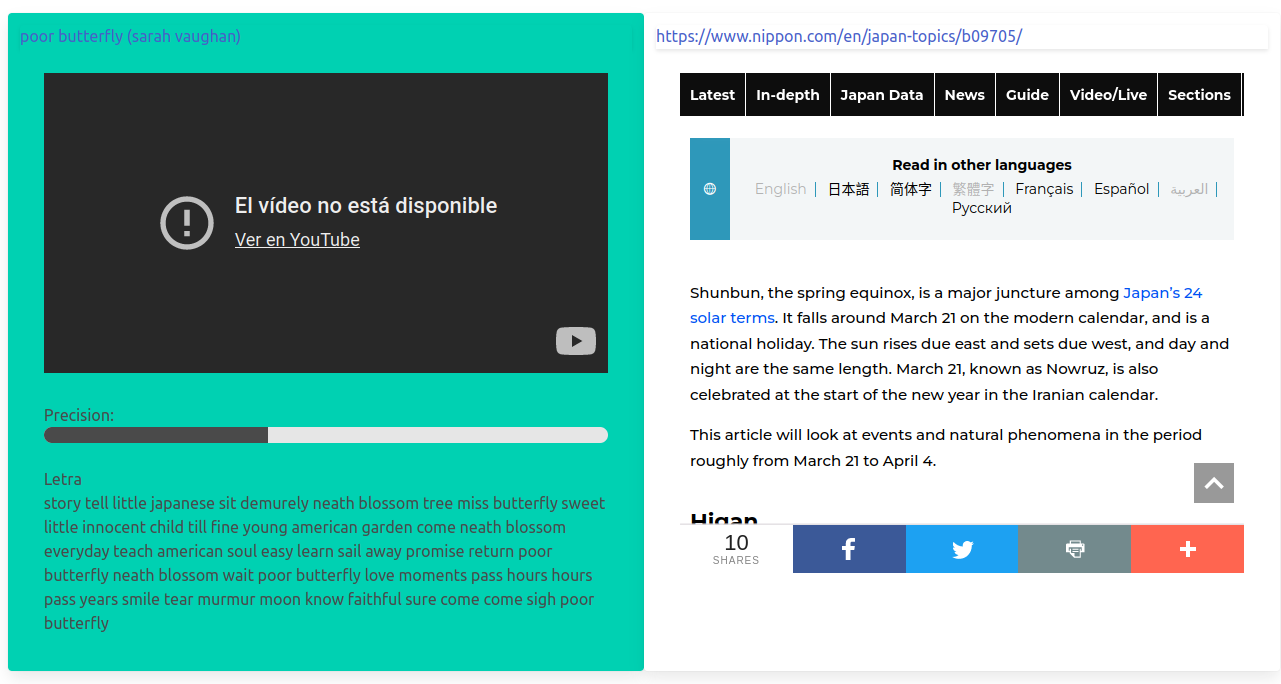 poor butterfly (sarah vaughan)
El vídeo no está disponible
Ver en YouTube
Precision:
Letra
story tell little japanese sit demurely neath blossom tree miss butterfly sweet
little innocent child till fine young american garden come neath blossom
everyday teach american soul easy learn sail away promise return poor
butterfly neath blossom wait poor butterfly love moments pass hours hours
pass years smile tear murmur moon know faithful sure come come sigh poor
butterfly
https://www.nippon.com/en/japan-topics/b09705/
Latest In-depth Japan Data News Guide Video/Live Sections
Read in other languages
English | 日本語 | 简体字 | 繁體字 | Français | Español | العربية |
Русский
Shunbun, the spring equinox, is a major juncture among Japan’s 24
solar terms. It falls around March 21 on the modern calendar, and is a
national holiday. The sun rises due east and sets due west, and day and
night are the same length. March 21, known as Nowruz, is also
celebrated at the start of the new year in the Iranian calendar.
This article will look at events and natural phenomena in the period
roughly from March 21 to April 4.
Higan
10
SHARES